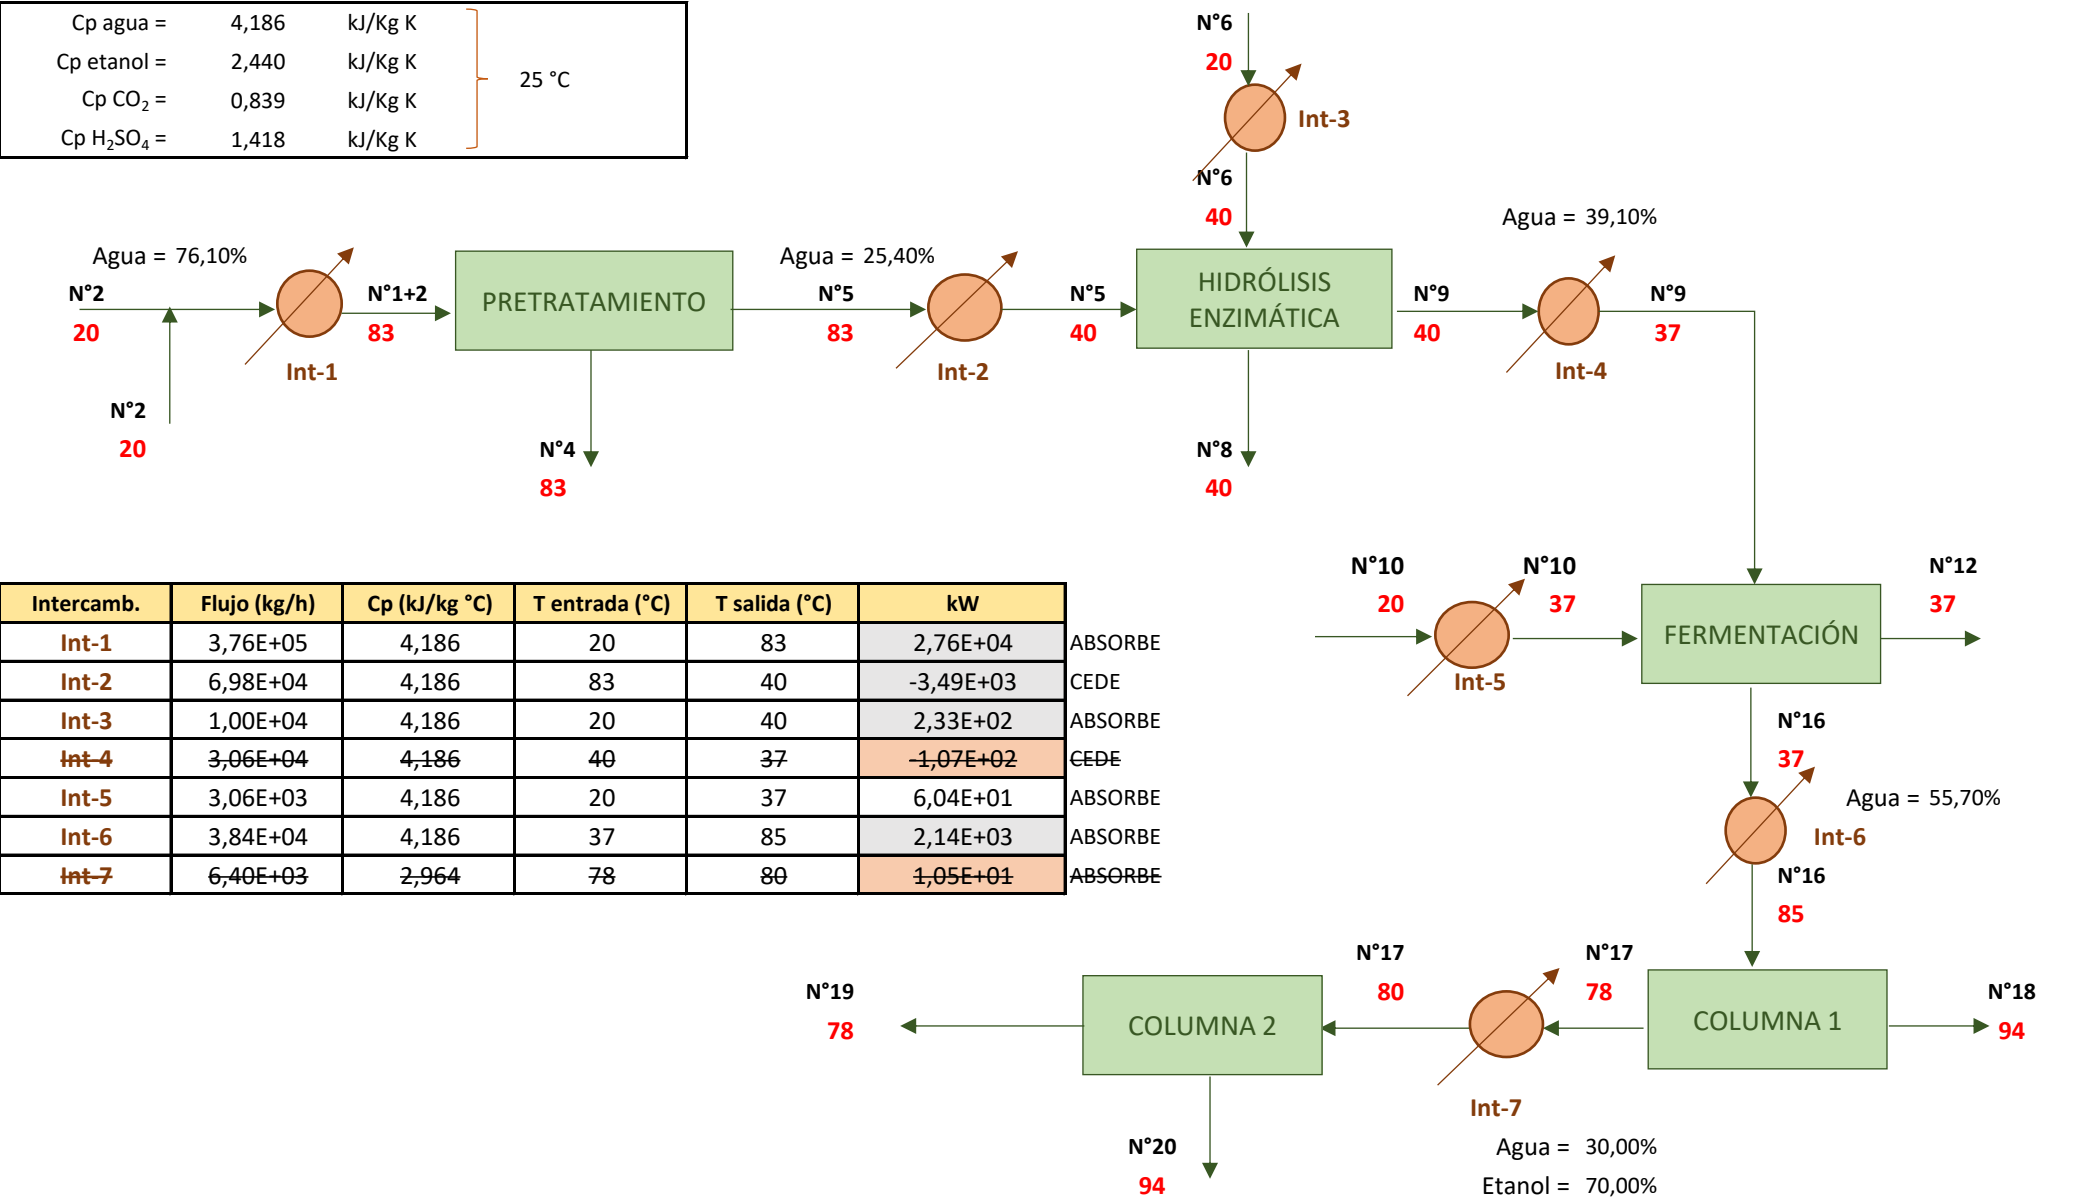 Cp agua = 4,186 kJ/Kg K
Cp etanol = 2,440 kJ/Kg K
Cp CO₂ = 0,839 kJ/Kg K
Cp H₂SO₄ = 1,418 kJ/Kg K
25 °C
N°6
20
Int-3
N°6
40
Agua = 76,10%
N°2
20
N°2
20
Int-1
N°1+2
83
PRETRATAMIENTO
N°4
83
Agua = 25,40%
N°5
83
Int-2
N°5
40
HIDRÓLISIS
ENZIMÁTICA
N°8
40
Agua = 39,10%
N°9
40
Int-4
N°9
37
N°10
20
Int-5
N°10
37
FERMENTACIÓN
N°12
37
N°16
37
Agua = 55,70%
Int-6
N°16
85
Intercamb. Flujo (kg/h) Cp (kJ/kg °C) T entrada (°C) T salida (°C) kW
Int-1 3,76E+05 4,186 20 83 2,76E+04 ABSORBE
Int-2 6,98E+04 4,186 83 40 -3,49E+03 CEDE
Int-3 1,00E+04 4,186 20 40 2,33E+02 ABSORBE
Int-4 3,06E+04 4,186 40 37 -1,07E+02 CEDE
Int-5 3,06E+03 4,186 20 37 6,04E+01 ABSORBE
Int-6 3,84E+04 4,186 37 85 2,14E+03 ABSORBE
Int-7 6,40E+03 2,964 78 80 1,05E+01 ABSORBE
COLUMNA 1
N°18
94
N°17
78
Int-7
Agua = 30,00%
Etanol = 70,00%
N°17
80
COLUMNA 2
N°19
78
N°20
94